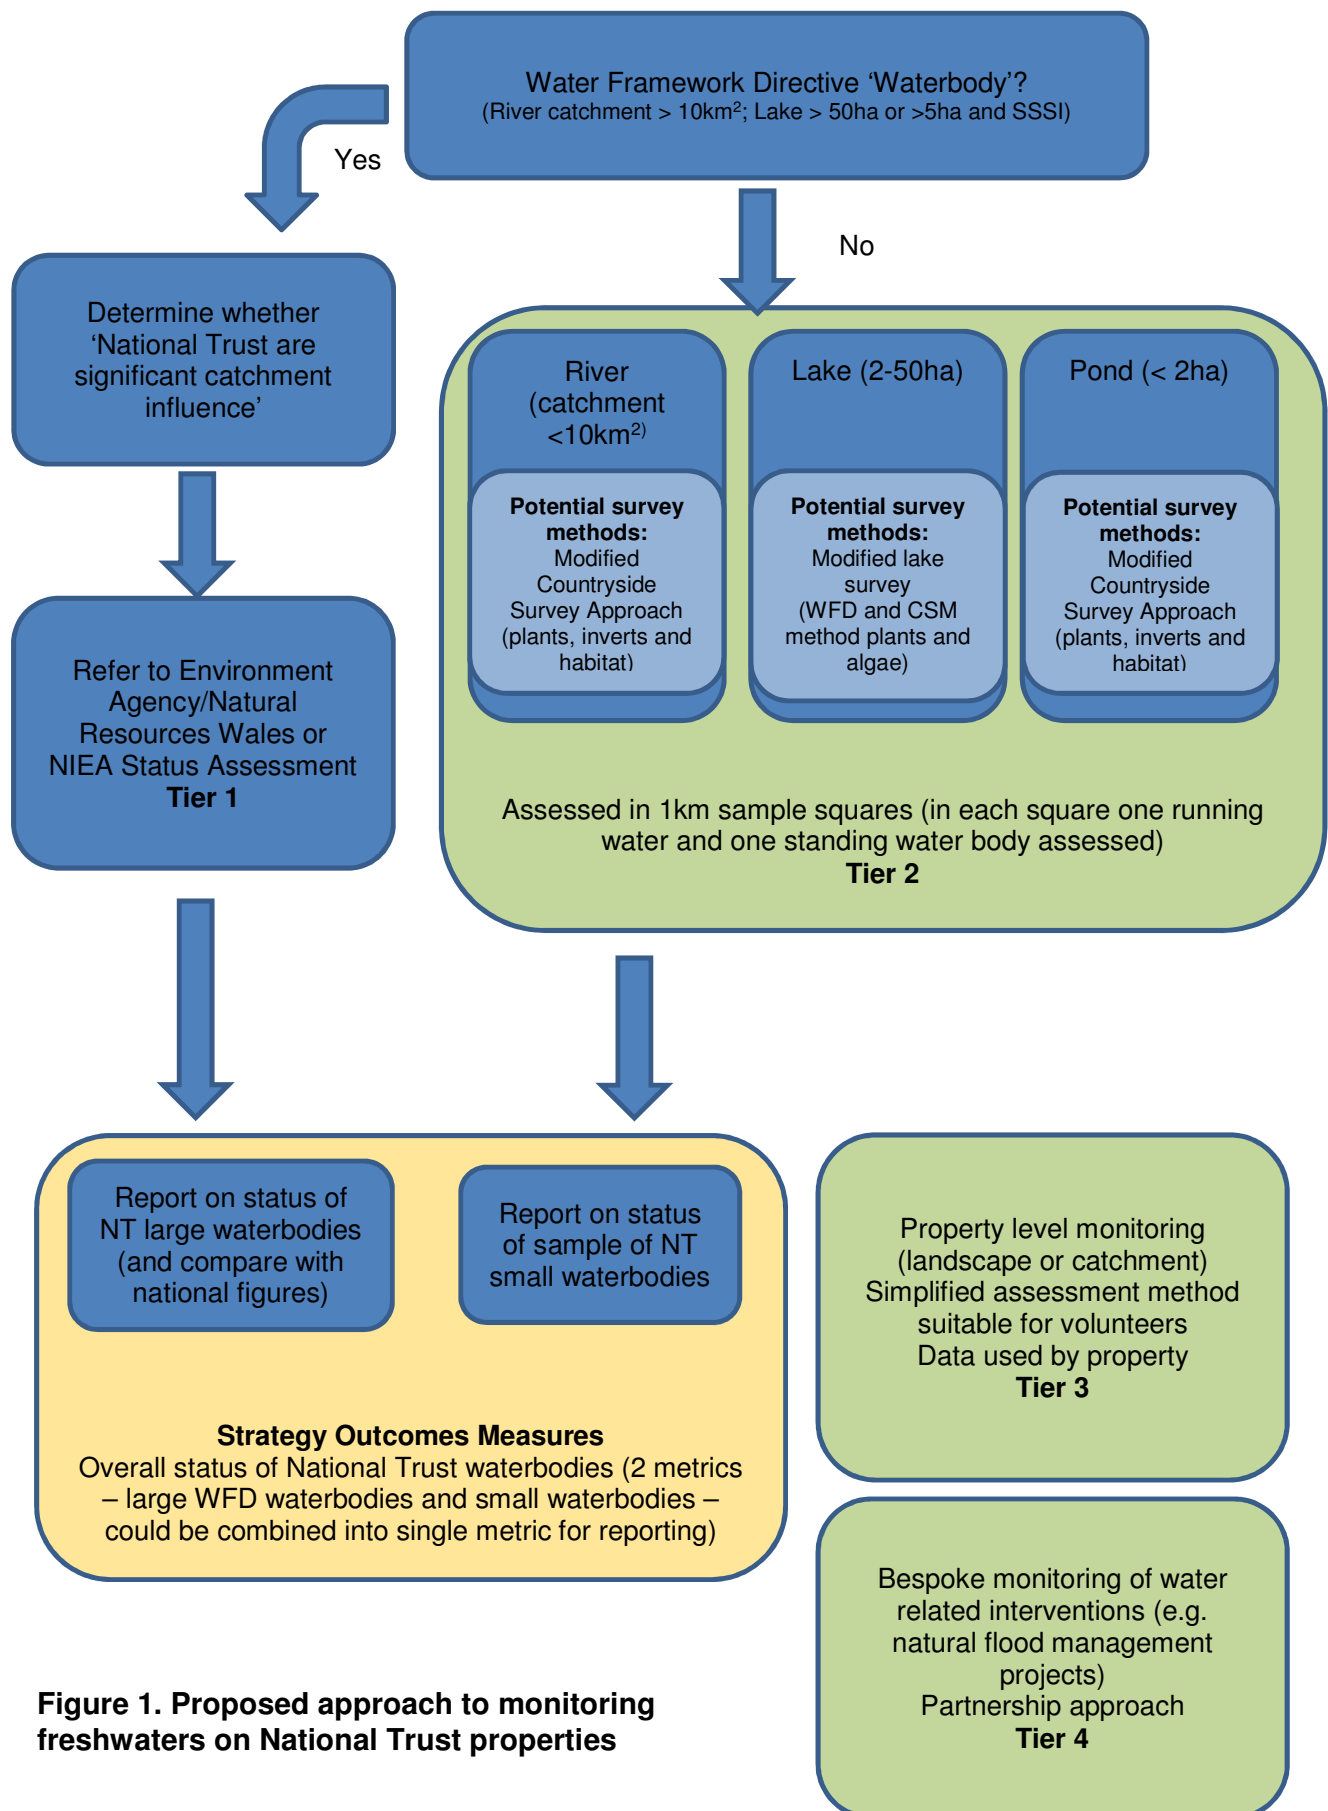 Water Framework Directive ‘Waterbody’?
(River catchment > 10km²; Lake > 50ha or >5ha and SSSI)
Yes
No
Determine whether
‘National Trust are
significant catchment
influence’
River
(catchment
<10km²⁾
Lake (2-50ha)
Pond (< 2ha)
Potential survey
methods:
Modified
Countryside
Survey Approach
(plants, inverts and
habitat)
Potential survey
methods:
Modified lake
survey
(WFD and CSM
method plants and
algae)
Potential survey
methods:
Modified
Countryside
Survey Approach
(plants, inverts and
habitat)
Refer to Environment
Agency/Natural
Resources Wales or
NIEA Status Assessment
Tier 1
Assessed in 1km sample squares (in each square one running
water and one standing water body assessed)
Tier 2
Report on status of
NT large waterbodies
(and compare with
national figures)
Report on status
of sample of NT
small waterbodies
Strategy Outcomes Measures
Overall status of National Trust waterbodies (2 metrics
– large WFD waterbodies and small waterbodies –
could be combined into single metric for reporting)
Property level monitoring
(landscape or catchment)
Simplified assessment method
suitable for volunteers
Data used by property
Tier 3
Bespoke monitoring of water
related interventions (e.g.
natural flood management
projects)
Partnership approach
Tier 4
Figure 1. Proposed approach to monitoring
freshwaters on National Trust properties